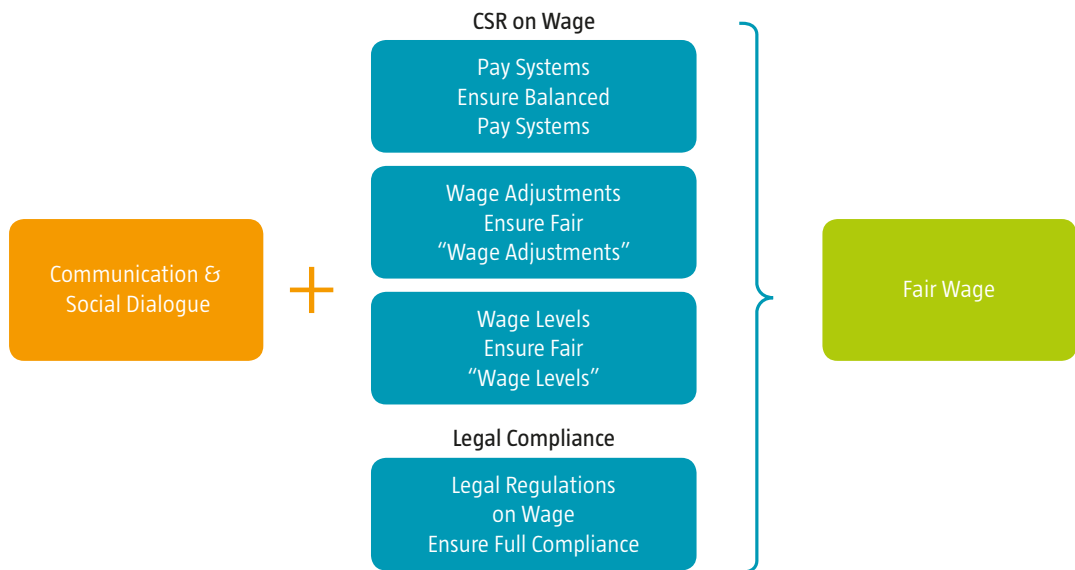 Communication &
Social Dialogue
+
CSR on Wage
Pay Systems
Ensure Balanced
Pay Systems
Wage Adjustments
Ensure Fair
“Wage Adjustments”
Wage Levels
Ensure Fair
“Wage Levels”
Legal Compliance
Legal Regulations
on Wage
Ensure Full Compliance
Fair Wage